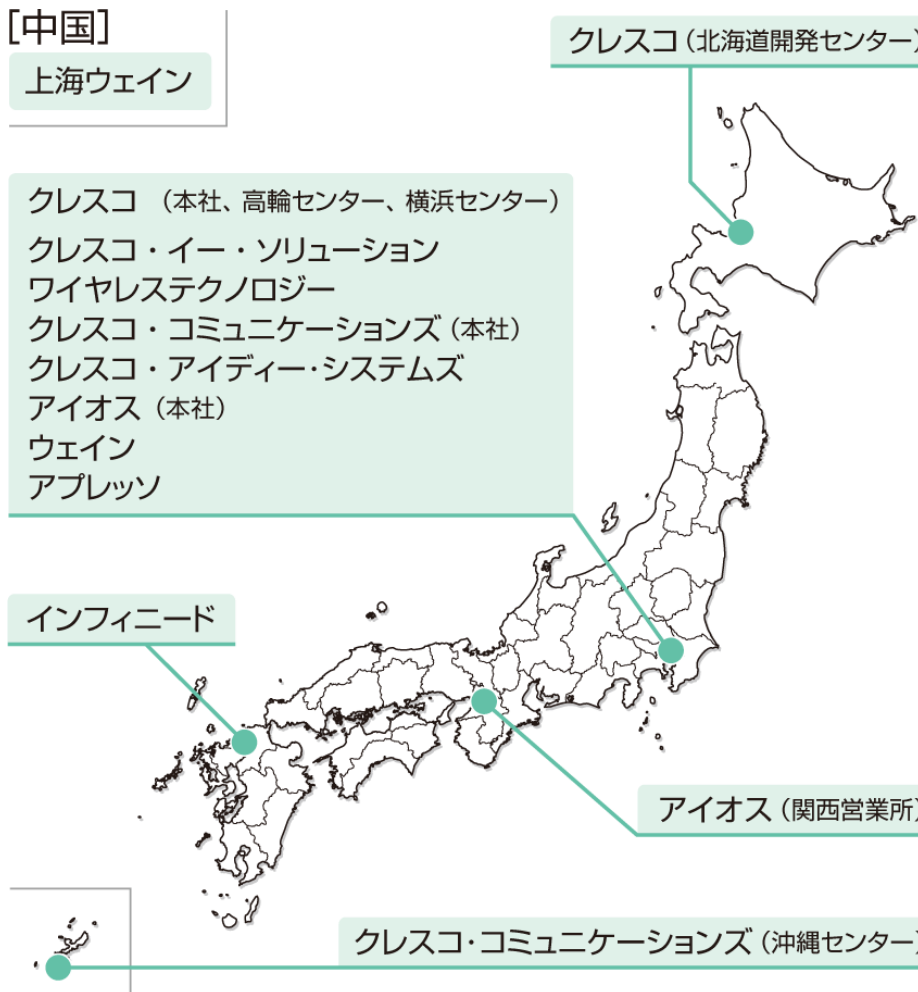 [中国]
上海ウェイン
クレスコ（北海道開発センター）
クレスコ （本社、高輪センター、横浜センター）
クレスコ・イー・ソリューション
ワイヤレステクノロジー
クレスコ・コミュニケーションズ（本社）
クレスコ・アイディー・システムズ
アイオス（本社）
ウェイン
アプレッソ
インフィニード
アイオス（関西営業所）
クレスコ・コミュニケーションズ（沖縄センター）